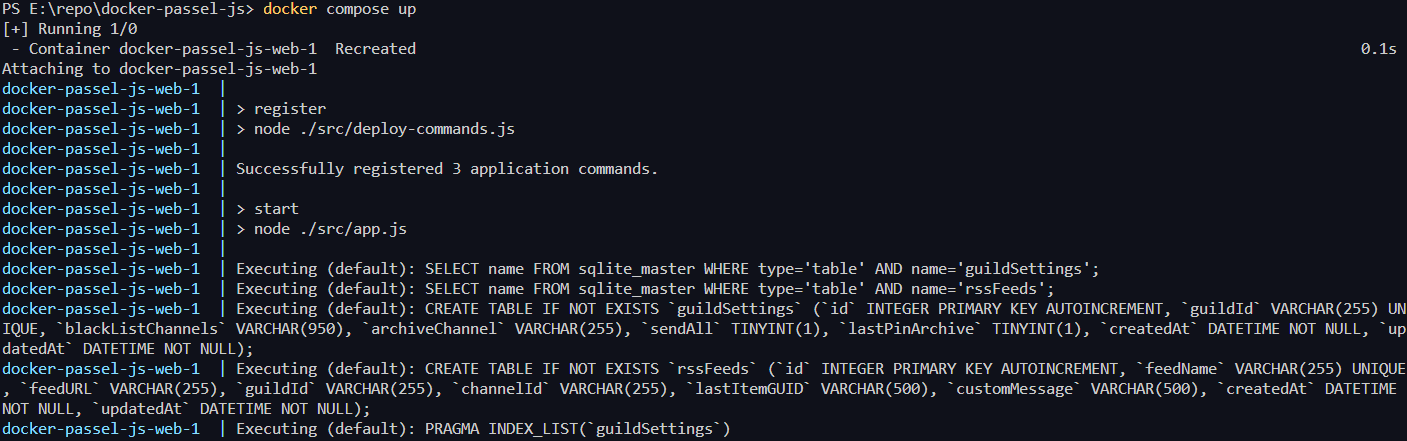 PS E:\repo\docker-passel-js> docker compose up
[+] Running 1/0
 - Container docker-passel-js-web-1  Recreated                                                                 0.1s
Attaching to docker-passel-js-web-1
docker-passel-js-web-1  |
docker-passel-js-web-1  | > register
docker-passel-js-web-1  | > node ./src/deploy-commands.js
docker-passel-js-web-1  |
docker-passel-js-web-1  | Successfully registered 3 application commands.
docker-passel-js-web-1  |
docker-passel-js-web-1  | > start
docker-passel-js-web-1  | > node ./src/app.js
docker-passel-js-web-1  |
docker-passel-js-web-1  | Executing (default): SELECT name FROM sqlite_master WHERE type='table' AND name='guildSettings';
docker-passel-js-web-1  | Executing (default): SELECT name FROM sqlite_master WHERE type='table' AND name='rssFeeds';
docker-passel-js-web-1  | Executing (default): CREATE TABLE IF NOT EXISTS `guildSettings` (`id` INTEGER PRIMARY KEY AUTOINCREMENT, `guildId` VARCHAR(255) UN
IQUE, `blackListChannels` VARCHAR(950), `archiveChannel` VARCHAR(255), `sendAll` TINYINT(1), `lastPinArchive` TINYINT(1), `createdAt` DATETIME NOT NULL, `up
datedAt` DATETIME NOT NULL);
docker-passel-js-web-1  | Executing (default): CREATE TABLE IF NOT EXISTS `rssFeeds` (`id` INTEGER PRIMARY KEY AUTOINCREMENT, `feedName` VARCHAR(255) UNIQUE
, `feedURL` VARCHAR(255), `guildId` VARCHAR(255), `channelId` VARCHAR(255), `lastItemGUID` VARCHAR(500), `customMessage` VARCHAR(500), `createdAt` DATETIME
NOT NULL, `updatedAt` DATETIME NOT NULL);
docker-passel-js-web-1  | Executing (default): PRAGMA INDEX_LIST(`guildSettings`)